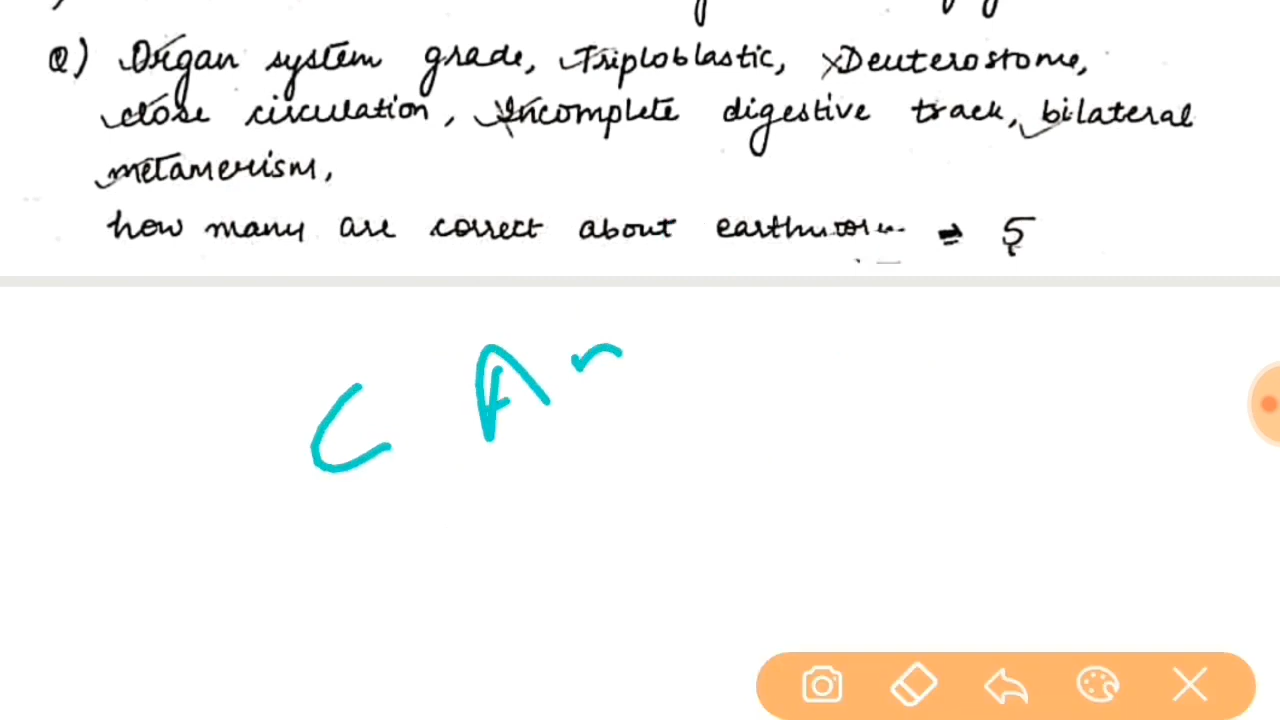 Q) Organ system grade, Triploblastic, Deuterostome,
close circulation, Incomplete digestive track, bilateral
metamerism,
how many are correct about earthworm = 5
C A